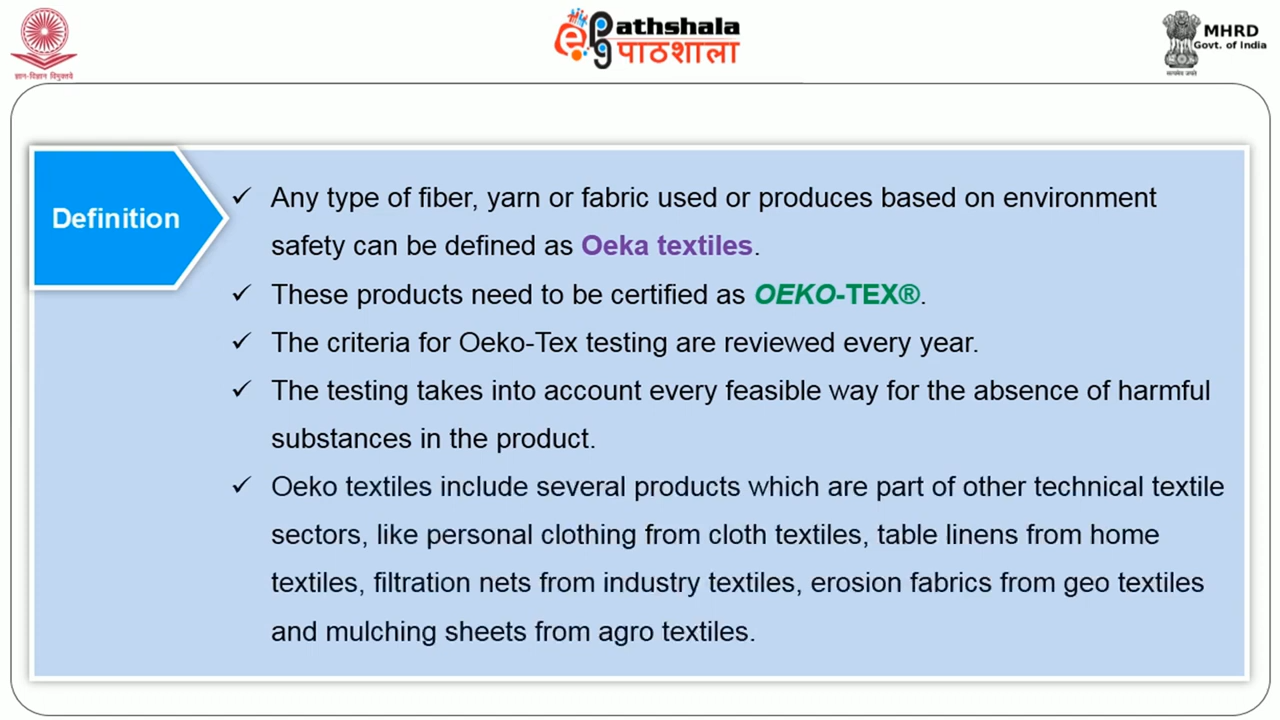 ज्ञान-विज्ञान विमुक्तये
ePathshala
पाठशाला
सत्यमेव जयते
MHRD
Govt. of India
Definition
✓ Any type of fiber, yarn or fabric used or produces based on environment
safety can be defined as Oeka textiles.
✓ These products need to be certified as OEKO-TEX®.
✓ The criteria for Oeko-Tex testing are reviewed every year.
✓ The testing takes into account every feasible way for the absence of harmful
substances in the product.
✓ Oeko textiles include several products which are part of other technical textile
sectors, like personal clothing from cloth textiles, table linens from home
textiles, filtration nets from industry textiles, erosion fabrics from geo textiles
and mulching sheets from agro textiles.